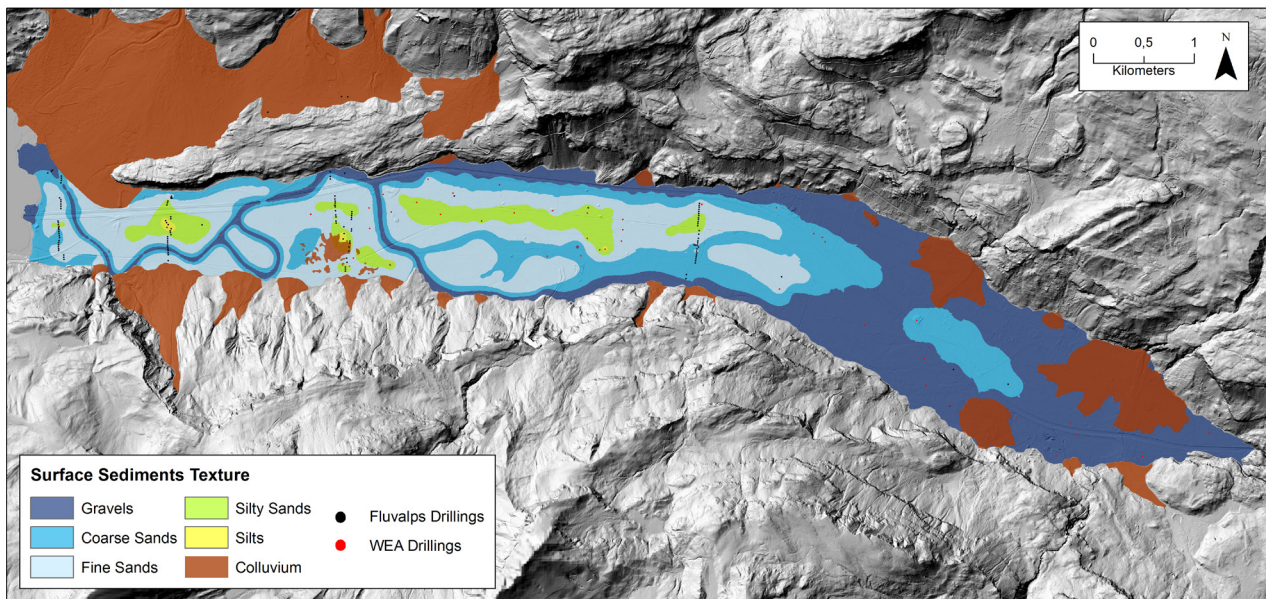 0 0,5 1
Kilometers
N
Surface Sediments Texture
Gravels
Coarse Sands
Fine Sands
Silty Sands
Silts
Colluvium
Fluvalps Drillings
WEA Drillings